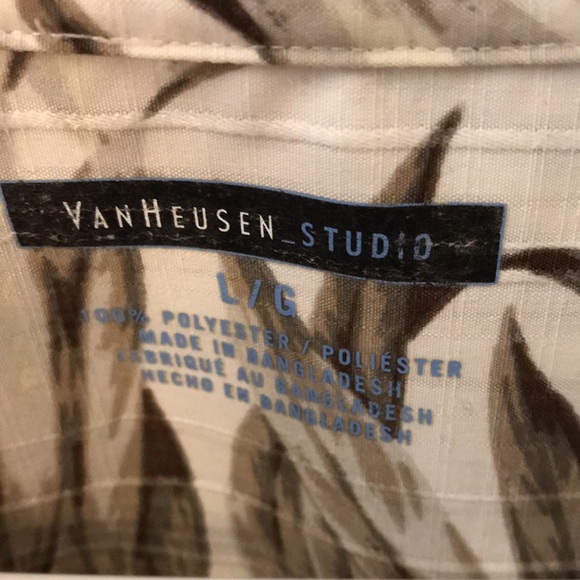 VANHEUSEN_STUDIO
L/G
100% POLYESTER / POLIÉSTER
MADE IN BANGLADESH
FABRIQUÉ AU BANGLADESH
HECHO EN BANGLADESH